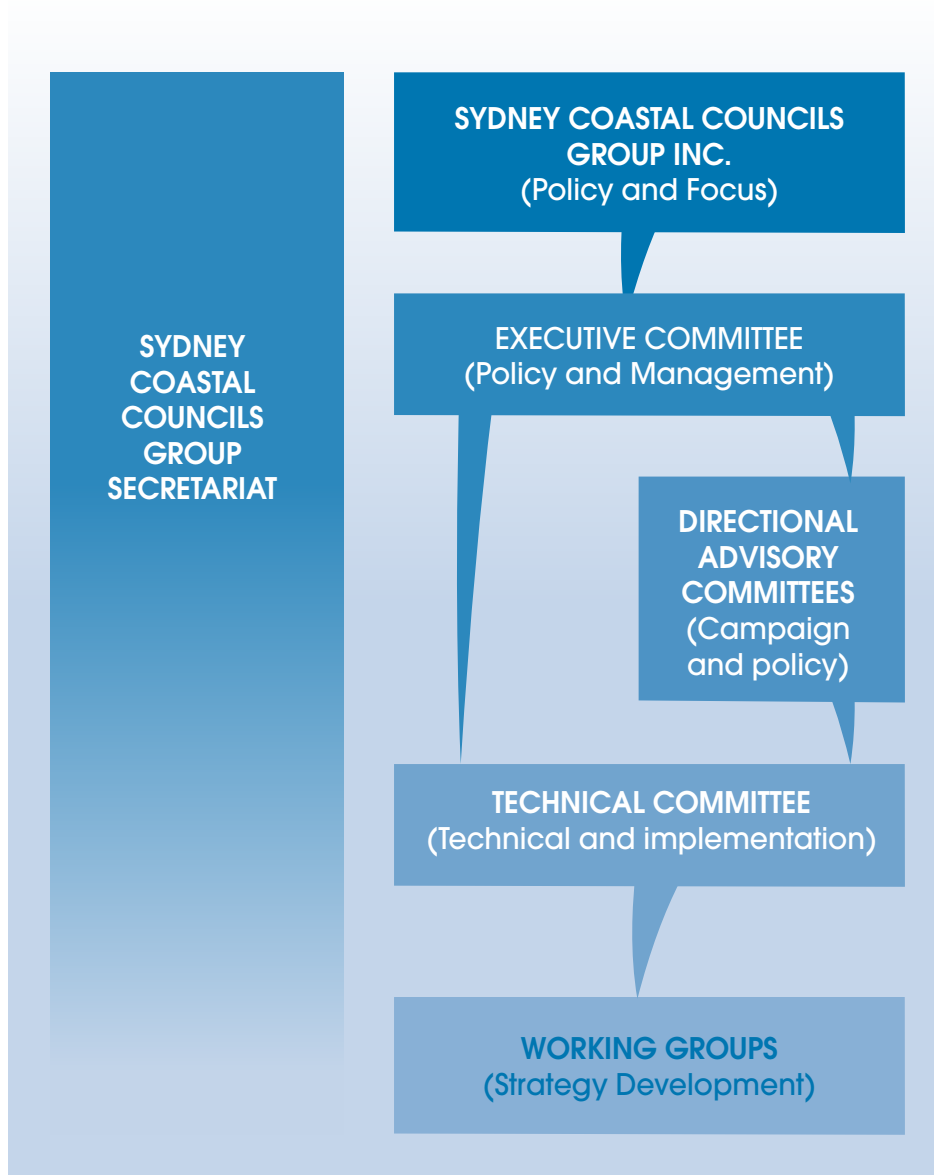 SYDNEY
COASTAL
COUNCILS
GROUP
SECRETARIAT
SYDNEY COASTAL COUNCILS
GROUP INC.
(Policy and Focus)
EXECUTIVE COMMITTEE
(Policy and Management)
DIRECTIONAL
ADVISORY
COMMITTEES
(Campaign
and policy)
TECHNICAL COMMITTEE
(Technical and implementation)
WORKING GROUPS
(Strategy Development)